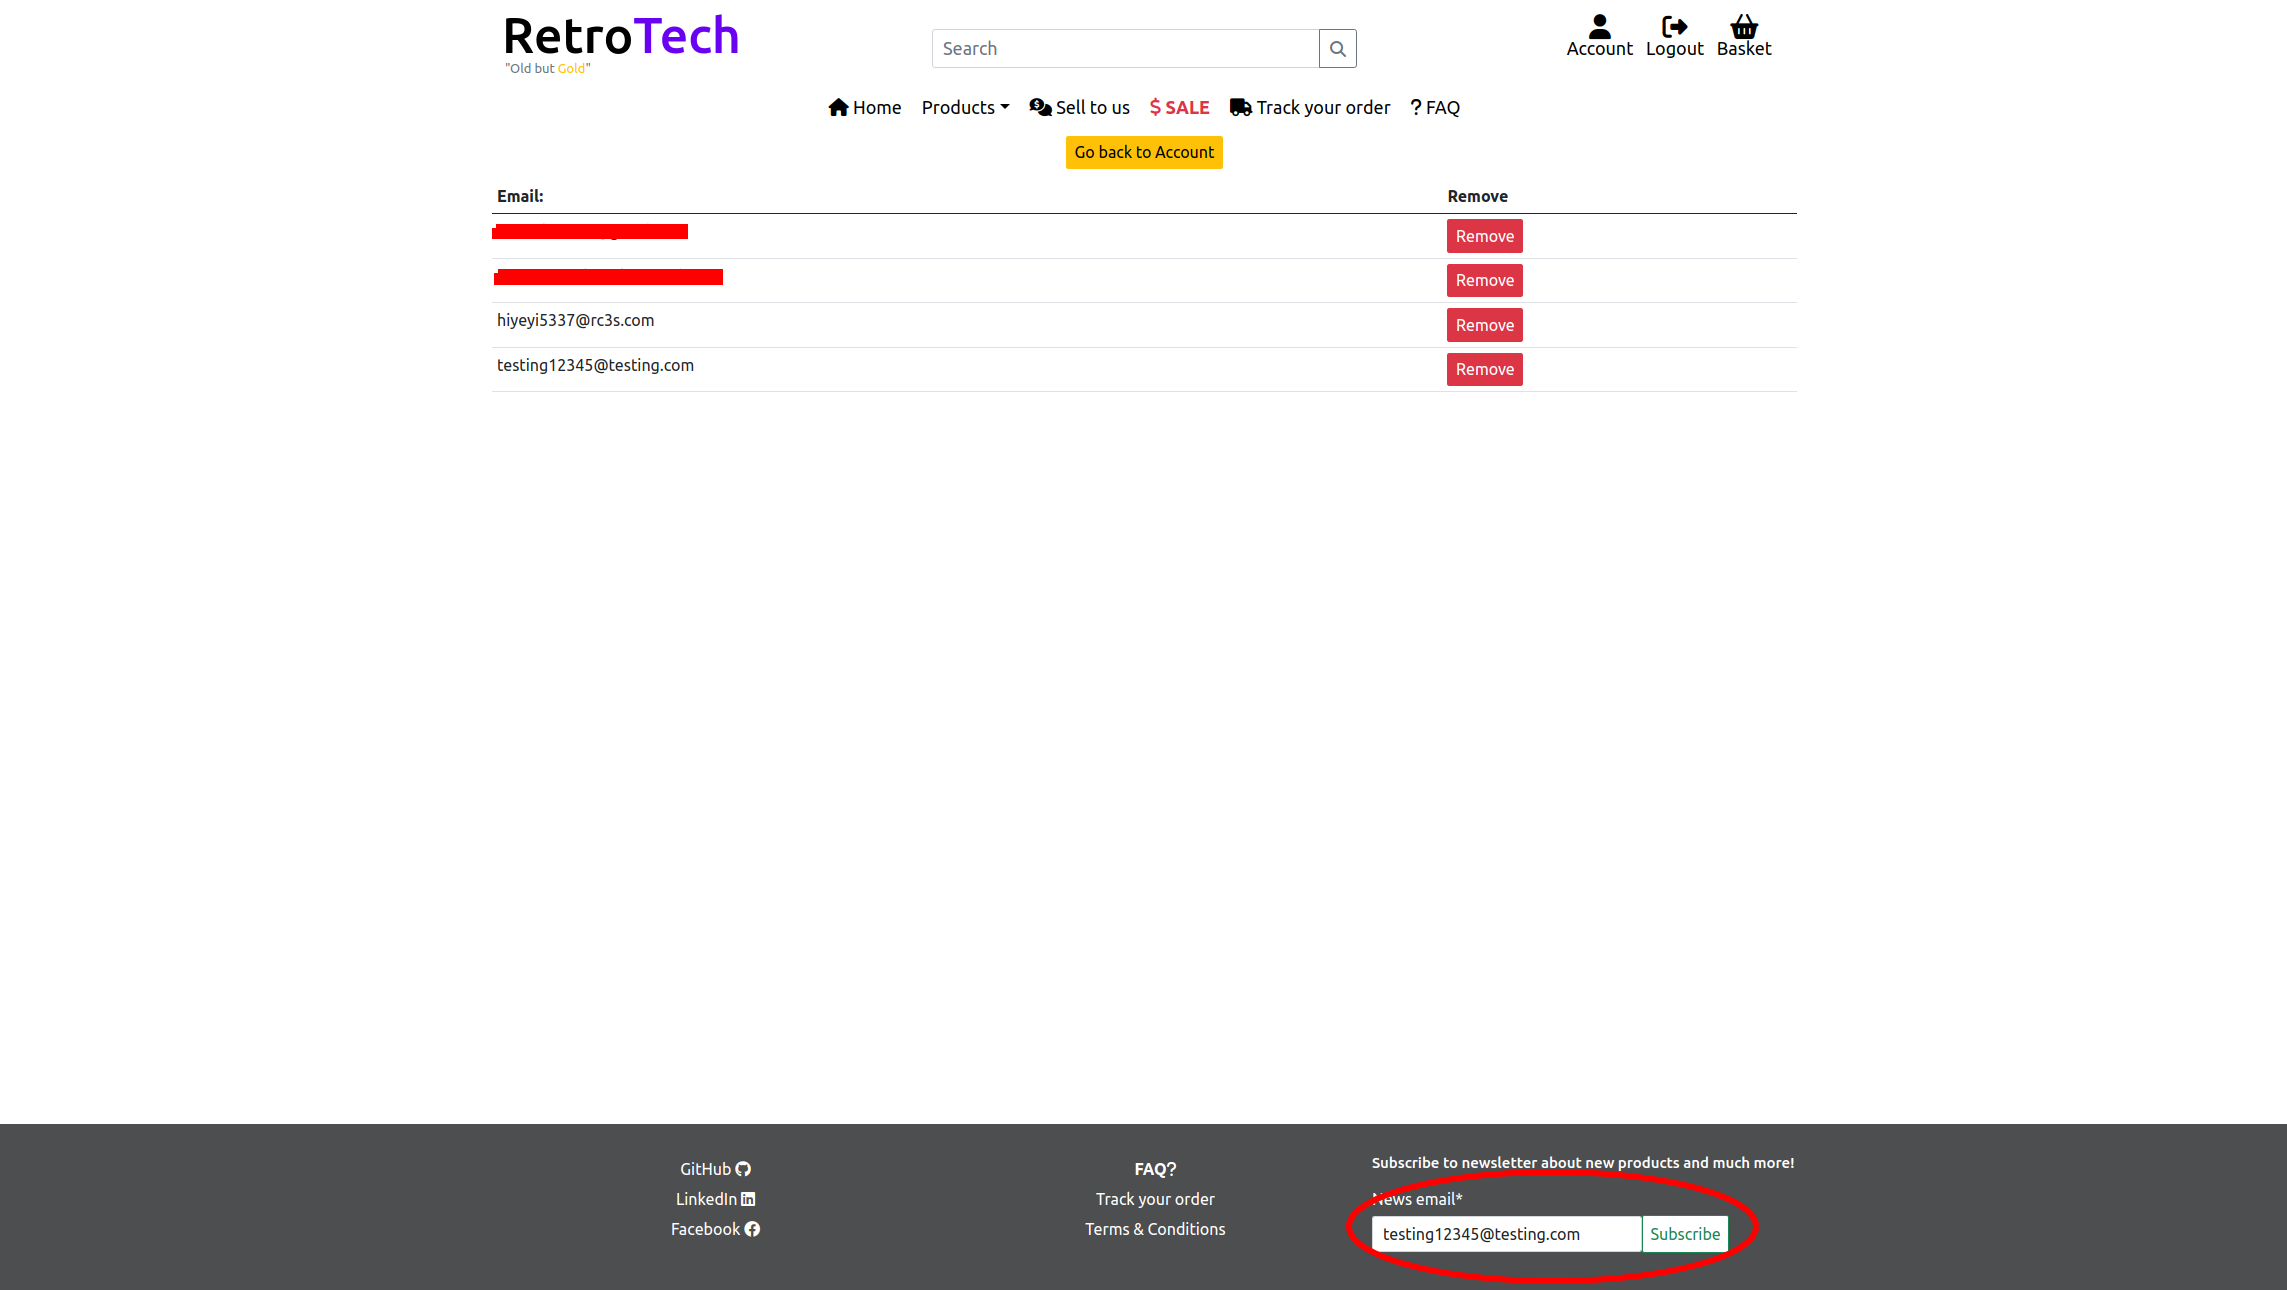 RetroTech
"Old but Gold"
Search
Account Logout Basket
Home Products Sell to us $ SALE Track your order ? FAQ
Go back to Account
Email: Remove
Remove
Remove
hiyeyi5337@rc3s.com Remove
testing12345@testing.com Remove
GitHub
LinkedIn
Facebook
FAQ?
Track your order
Terms & Conditions
Subscribe to newsletter about new products and much more!
News email*
testing12345@testing.com Subscribe